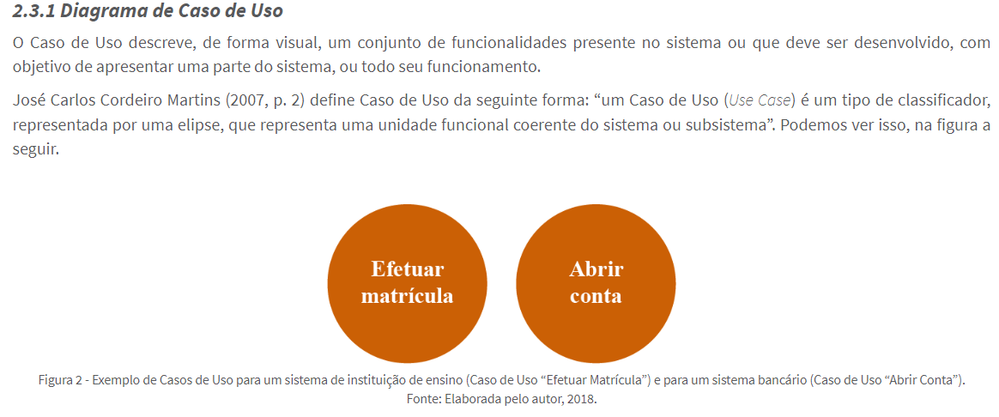 2.3.1 Diagrama de Caso de Uso
O Caso de Uso descreve, de forma visual, um conjunto de funcionalidades presente no sistema ou que deve ser desenvolvido, com
objetivo de apresentar uma parte do sistema, ou todo seu funcionamento.
José Carlos Cordeiro Martins (2007, p. 2) define Caso de Uso da seguinte forma: “um Caso de Uso (Use Case) é um tipo de classificador,
representada por uma elipse, que representa uma unidade funcional coerente do sistema ou subsistema”. Podemos ver isso, na figura a
seguir.
Efetuar
matrícula
Abrir
conta
Figura 2 - Exemplo de Casos de Uso para um sistema de instituição de ensino (Caso de Uso “Efetuar Matrícula”) e para um sistema bancário (Caso de Uso “Abrir Conta”).
Fonte: Elaborada pelo autor, 2018.